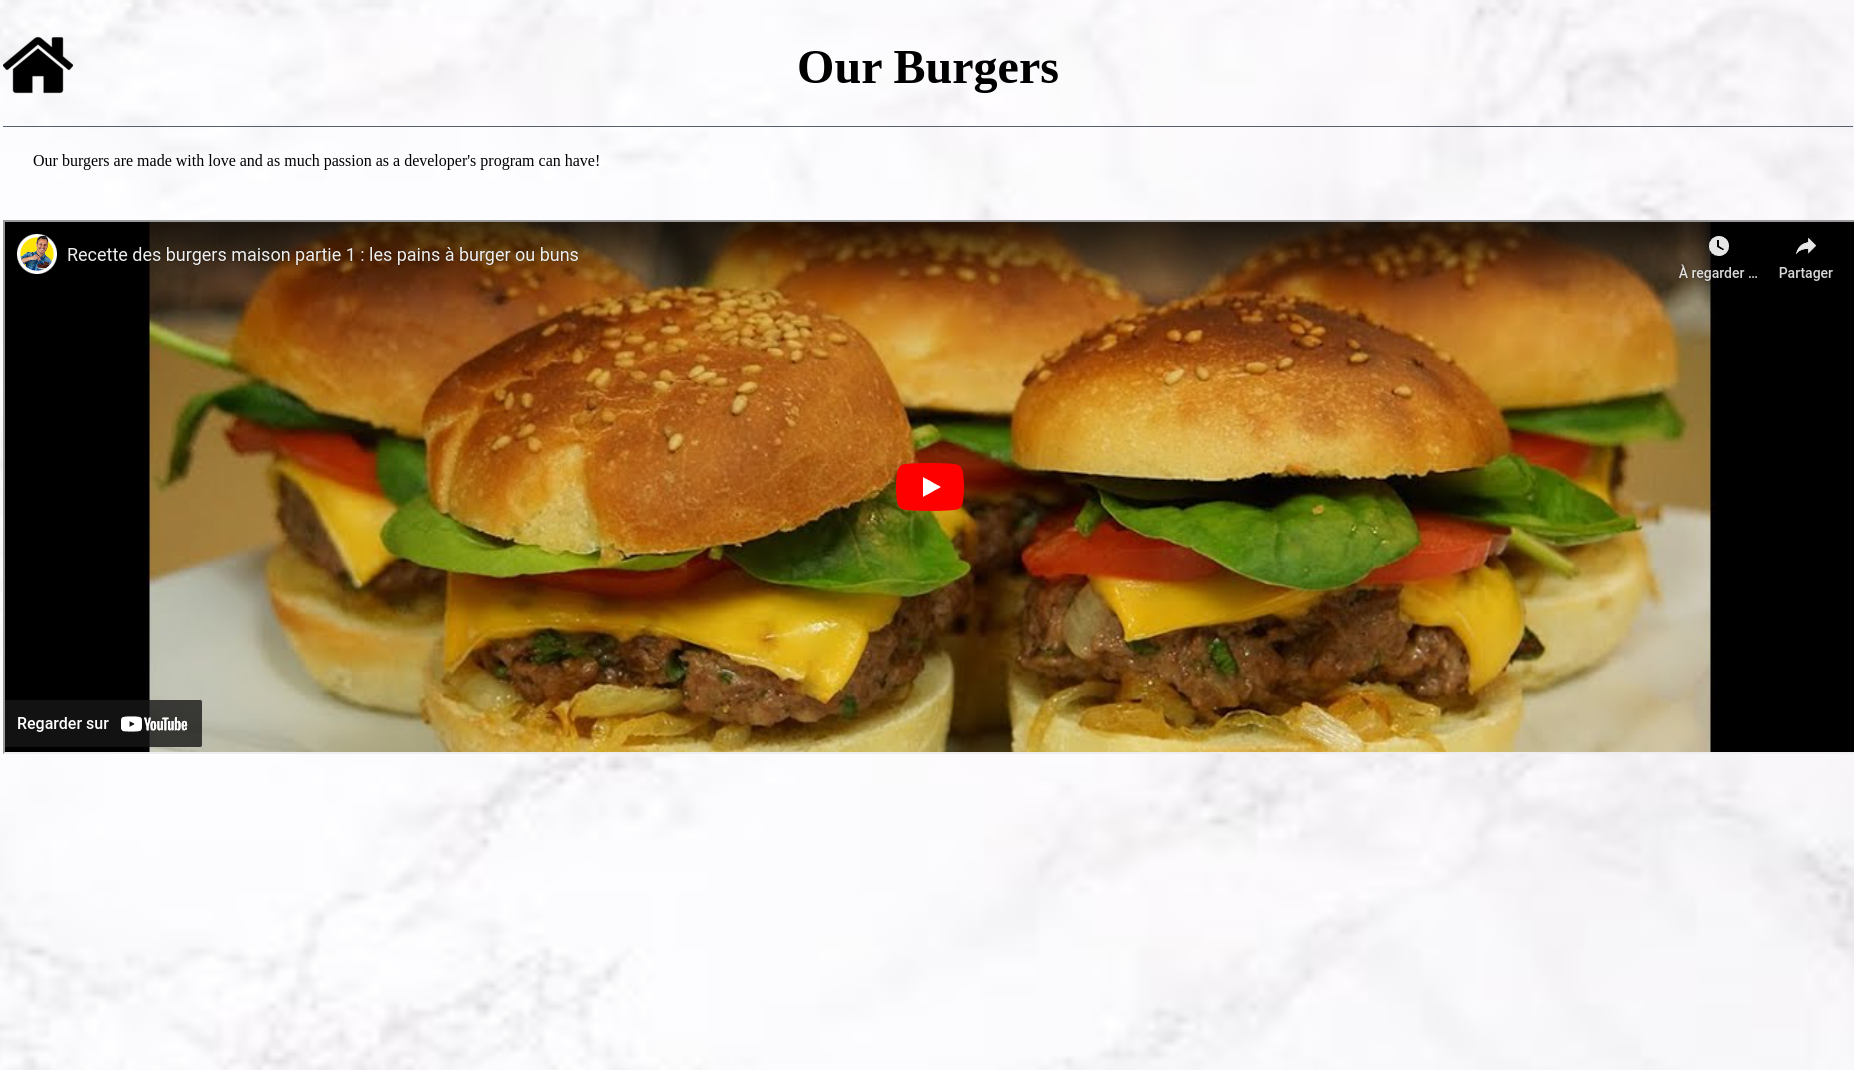 Our Burgers
Our burgers are made with love and as much passion as a developer's program can have!
Recette des burgers maison partie 1 : les pains à burger ou buns
À regarder ...
Partager
Regarder sur YouTube